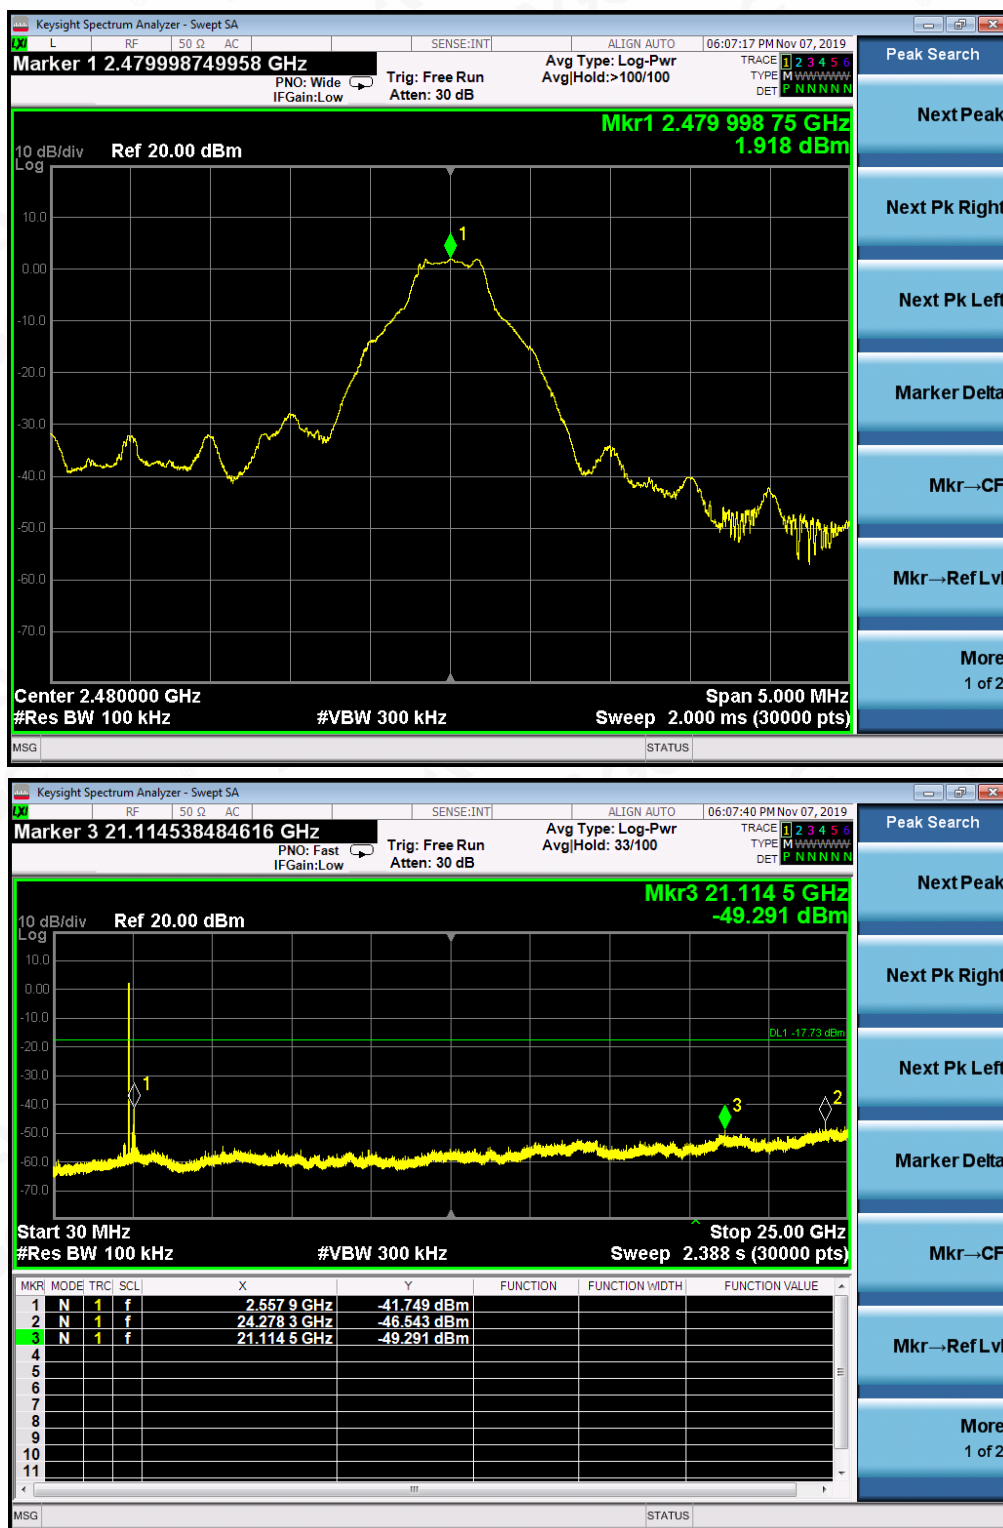 Keysight Spectrum Analyzer - Swept SA
LXI L RF 50 Ω AC SENSE:INT ALIGN AUTO 06:07:17 PM Nov 07, 2019
Marker 1 2.479998749958 GHz
PNO: Wide
IFGain:Low
Trig: Free Run
Atten: 30 dB
Avg Type: Log-Pwr
Avg|Hold:>100/100
TRACE 1 2 3 4 5 6
TYPE M WWWWW
DET P N N N N N
Mkr1 2.479 998 75 GHz
1.918 dBm
10 dB/div Ref 20.00 dBm
Log
10.0
0.00
-10.0
-20.0
-30.0
-40.0
-50.0
-60.0
-70.0
1
Center 2.480000 GHz Span 5.000 MHz
#Res BW 100 kHz #VBW 300 kHz Sweep 2.000 ms (30000 pts)
MSG STATUS
Peak Search
Next Peak
Next Pk Right
Next Pk Left
Marker Delta
Mkr→CF
Mkr→Ref Lvl
More
1 of 2
Keysight Spectrum Analyzer - Swept SA
LXI RF 50 Ω AC SENSE:INT ALIGN AUTO 06:07:40 PM Nov 07, 2019
Marker 3 21.114538484616 GHz
PNO: Fast
IFGain:Low
Trig: Free Run
Atten: 30 dB
Avg Type: Log-Pwr
Avg|Hold: 33/100
TRACE 1 2 3 4 5 6
TYPE M WWWWW
DET P N N N N N
Mkr3 21.114 5 GHz
-49.291 dBm
10 dB/div Ref 20.00 dBm
Log
10.0
0.00
-10.0
-20.0
-30.0
-40.0
-50.0
-60.0
-70.0
DL1 -17.73 dBm
1
3
2
Start 30 MHz Stop 25.00 GHz
#Res BW 100 kHz #VBW 300 kHz Sweep 2.388 s (30000 pts)
MKR MODE TRC SCL X Y FUNCTION FUNCTION WIDTH FUNCTION VALUE
1 N 1 f 2.557 9 GHz -41.749 dBm
2 N 1 f 24.278 3 GHz -46.543 dBm
3 N 1 f 21.114 5 GHz -49.291 dBm
4
5
6
7
8
9
10
11
MSG STATUS
Peak Search
Next Peak
Next Pk Right
Next Pk Left
Marker Delta
Mkr→CF
Mkr→Ref Lvl
More
1 of 2